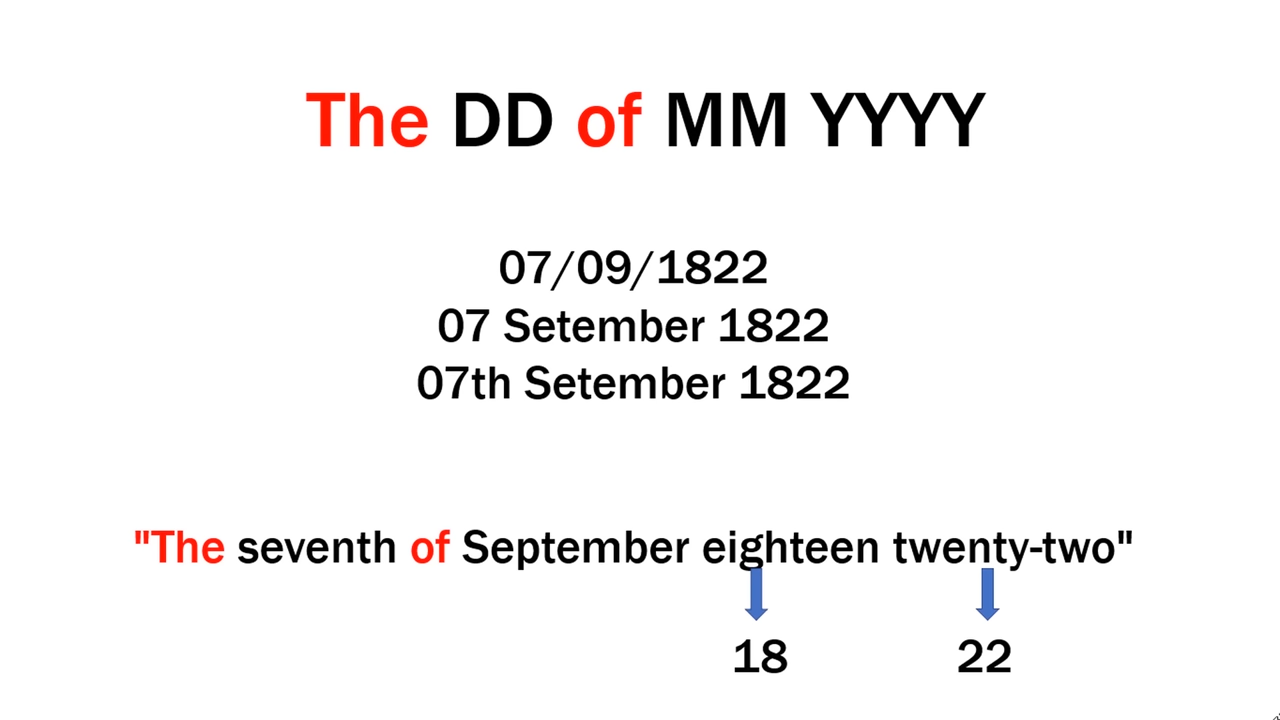 The DD of MM YYYY
07/09/1822
07 Setember 1822
07th Setember 1822
"The seventh of September eighteen twenty-two"
18 22